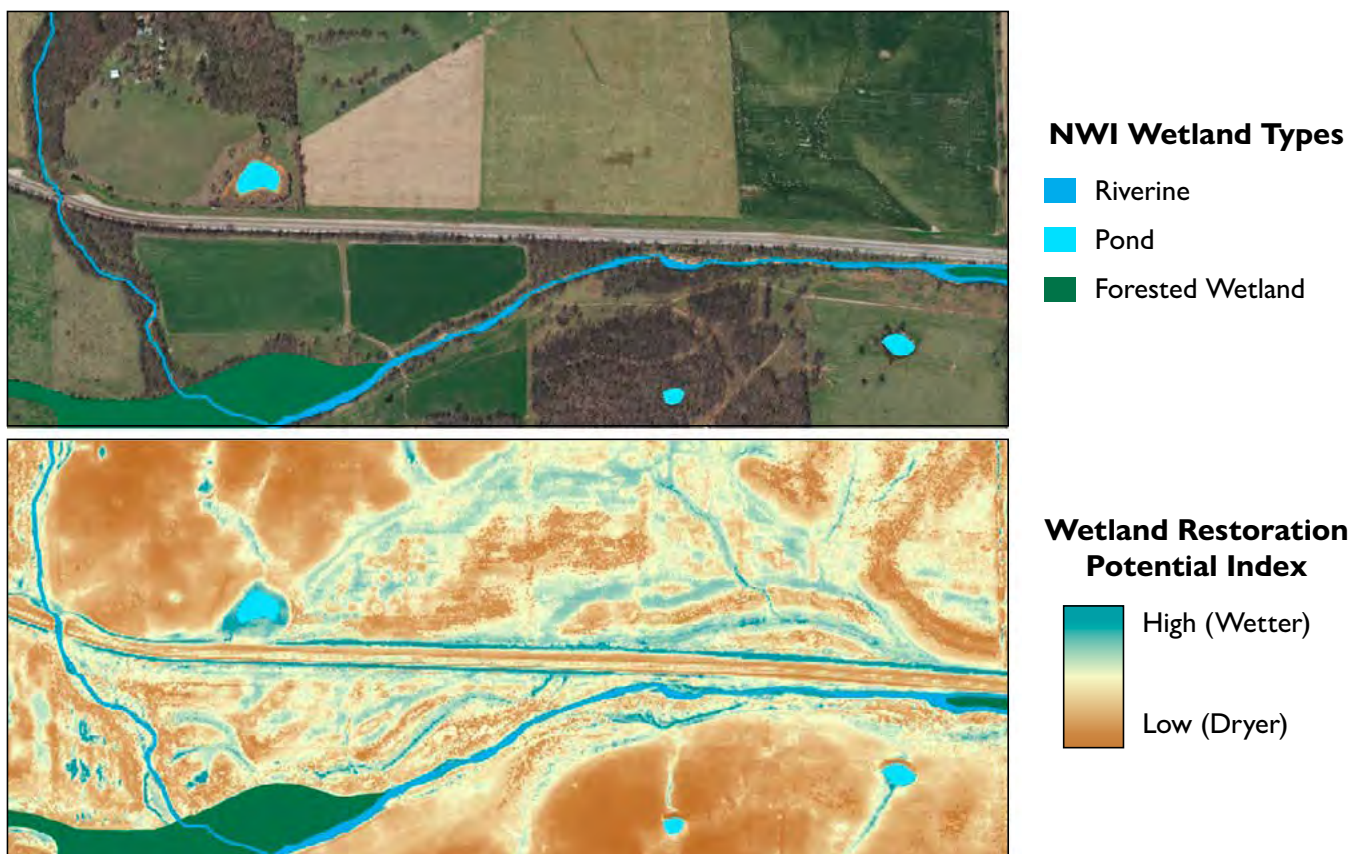 NWI Wetland Types
Riverine
Pond
Forested Wetland
Wetland Restoration
Potential Index
High (Wetter)
Low (Dryer)